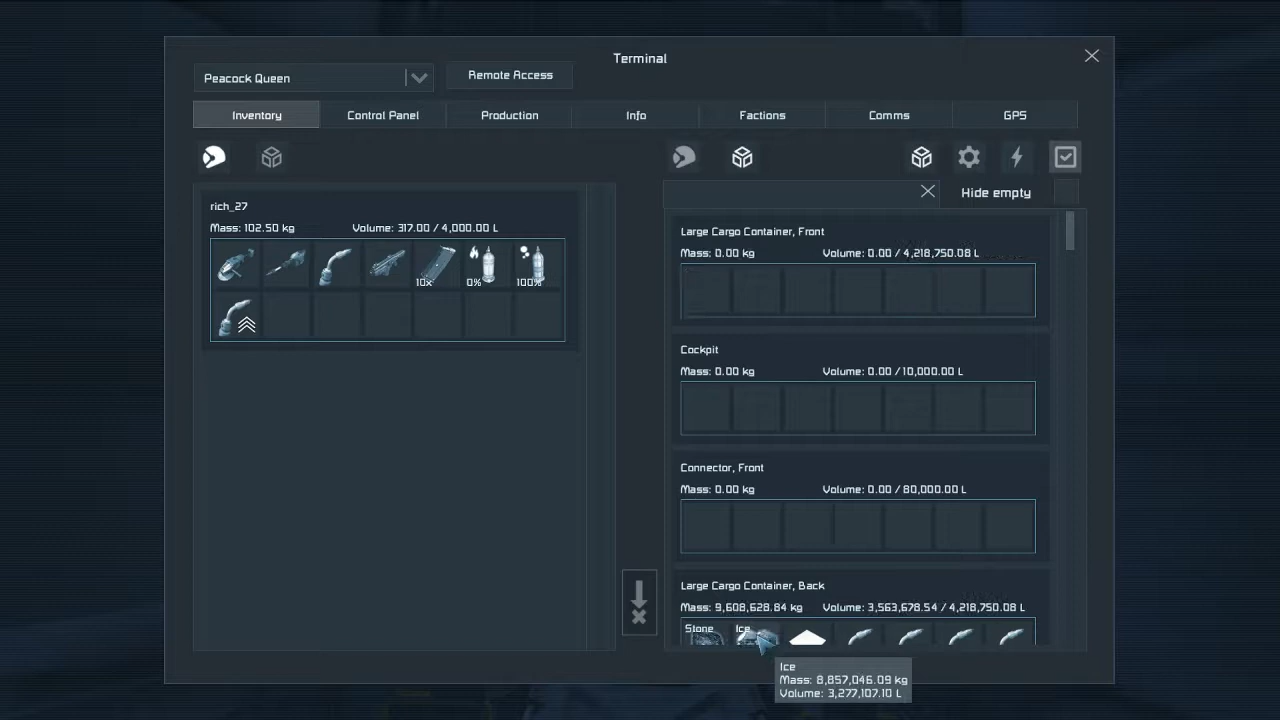 Terminal
Peacock Queen
Remote Access
Inventory
Control Panel
Production
Info
Factions
Comms
GPS
Hide empty
rich_27
Mass: 102.50 kg Volume: 317.00 / 4,000.00 L
10x 0% 100%
Large Cargo Container, Front
Mass: 0.00 kg Volume: 0.00 / 4,218,750.08 L
Cockpit
Mass: 0.00 kg Volume: 0.00 / 10,000.00 L
Connector, Front
Mass: 0.00 kg Volume: 0.00 / 80,000.00 L
Large Cargo Container, Back
Mass: 9,608,628.84 kg Volume: 3,563,678.54 / 4,218,750.08 L
Stone Ice
Ice
Mass: 8,857,046.09 kg
Volume: 3,277,107.10 L